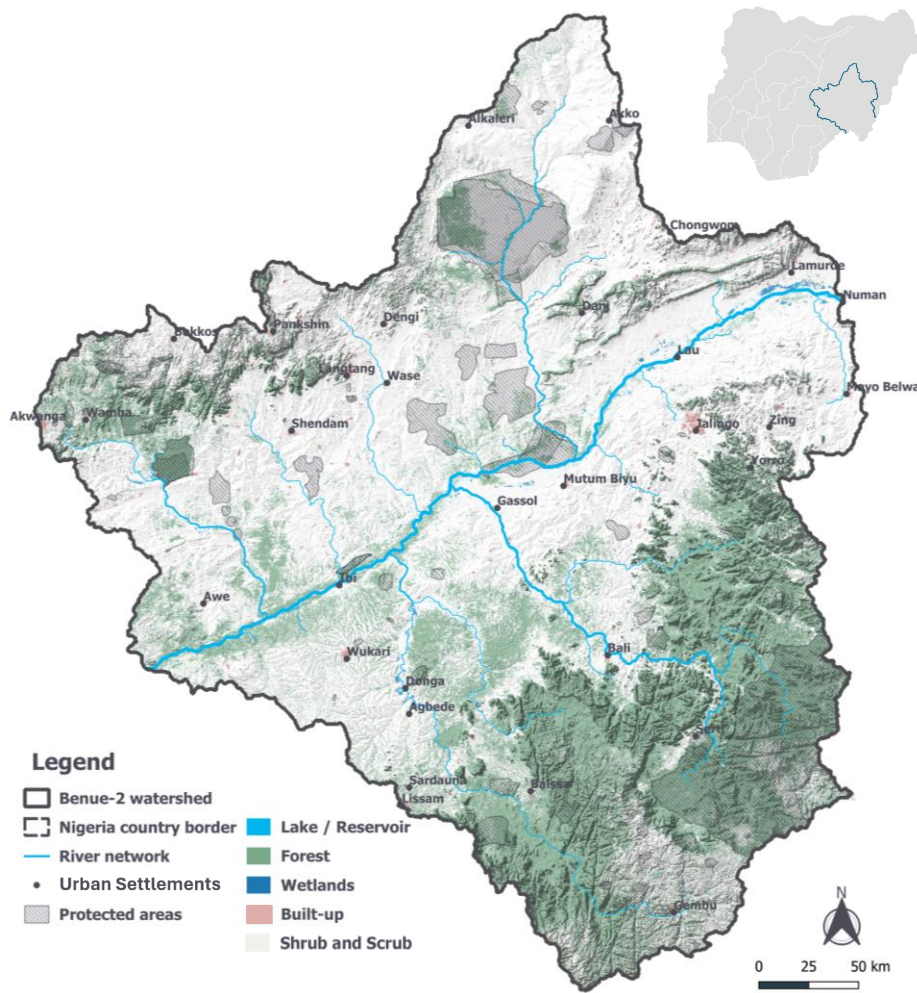 Alkaleri
Akko
Chongwom
Lamurde
Numan
Dani
Dengi
Pankshin
Bokkos
Lau
Langtang
Wase
Mayo Belwa
Akwanga
Wamba
Shendam
Jalingo
Zing
Yorro
Mutum Biyu
Gassol
Ibi
Awe
Wukari
Bali
Donga
Agbede
Sardauna
Baissa
Lissam
Gembu
Legend
Benue-2 watershed
Nigeria country border
River network
Urban Settlements
Protected areas
Lake / Reservoir
Forest
Wetlands
Built-up
Shrub and Scrub
N
0 25 50 km